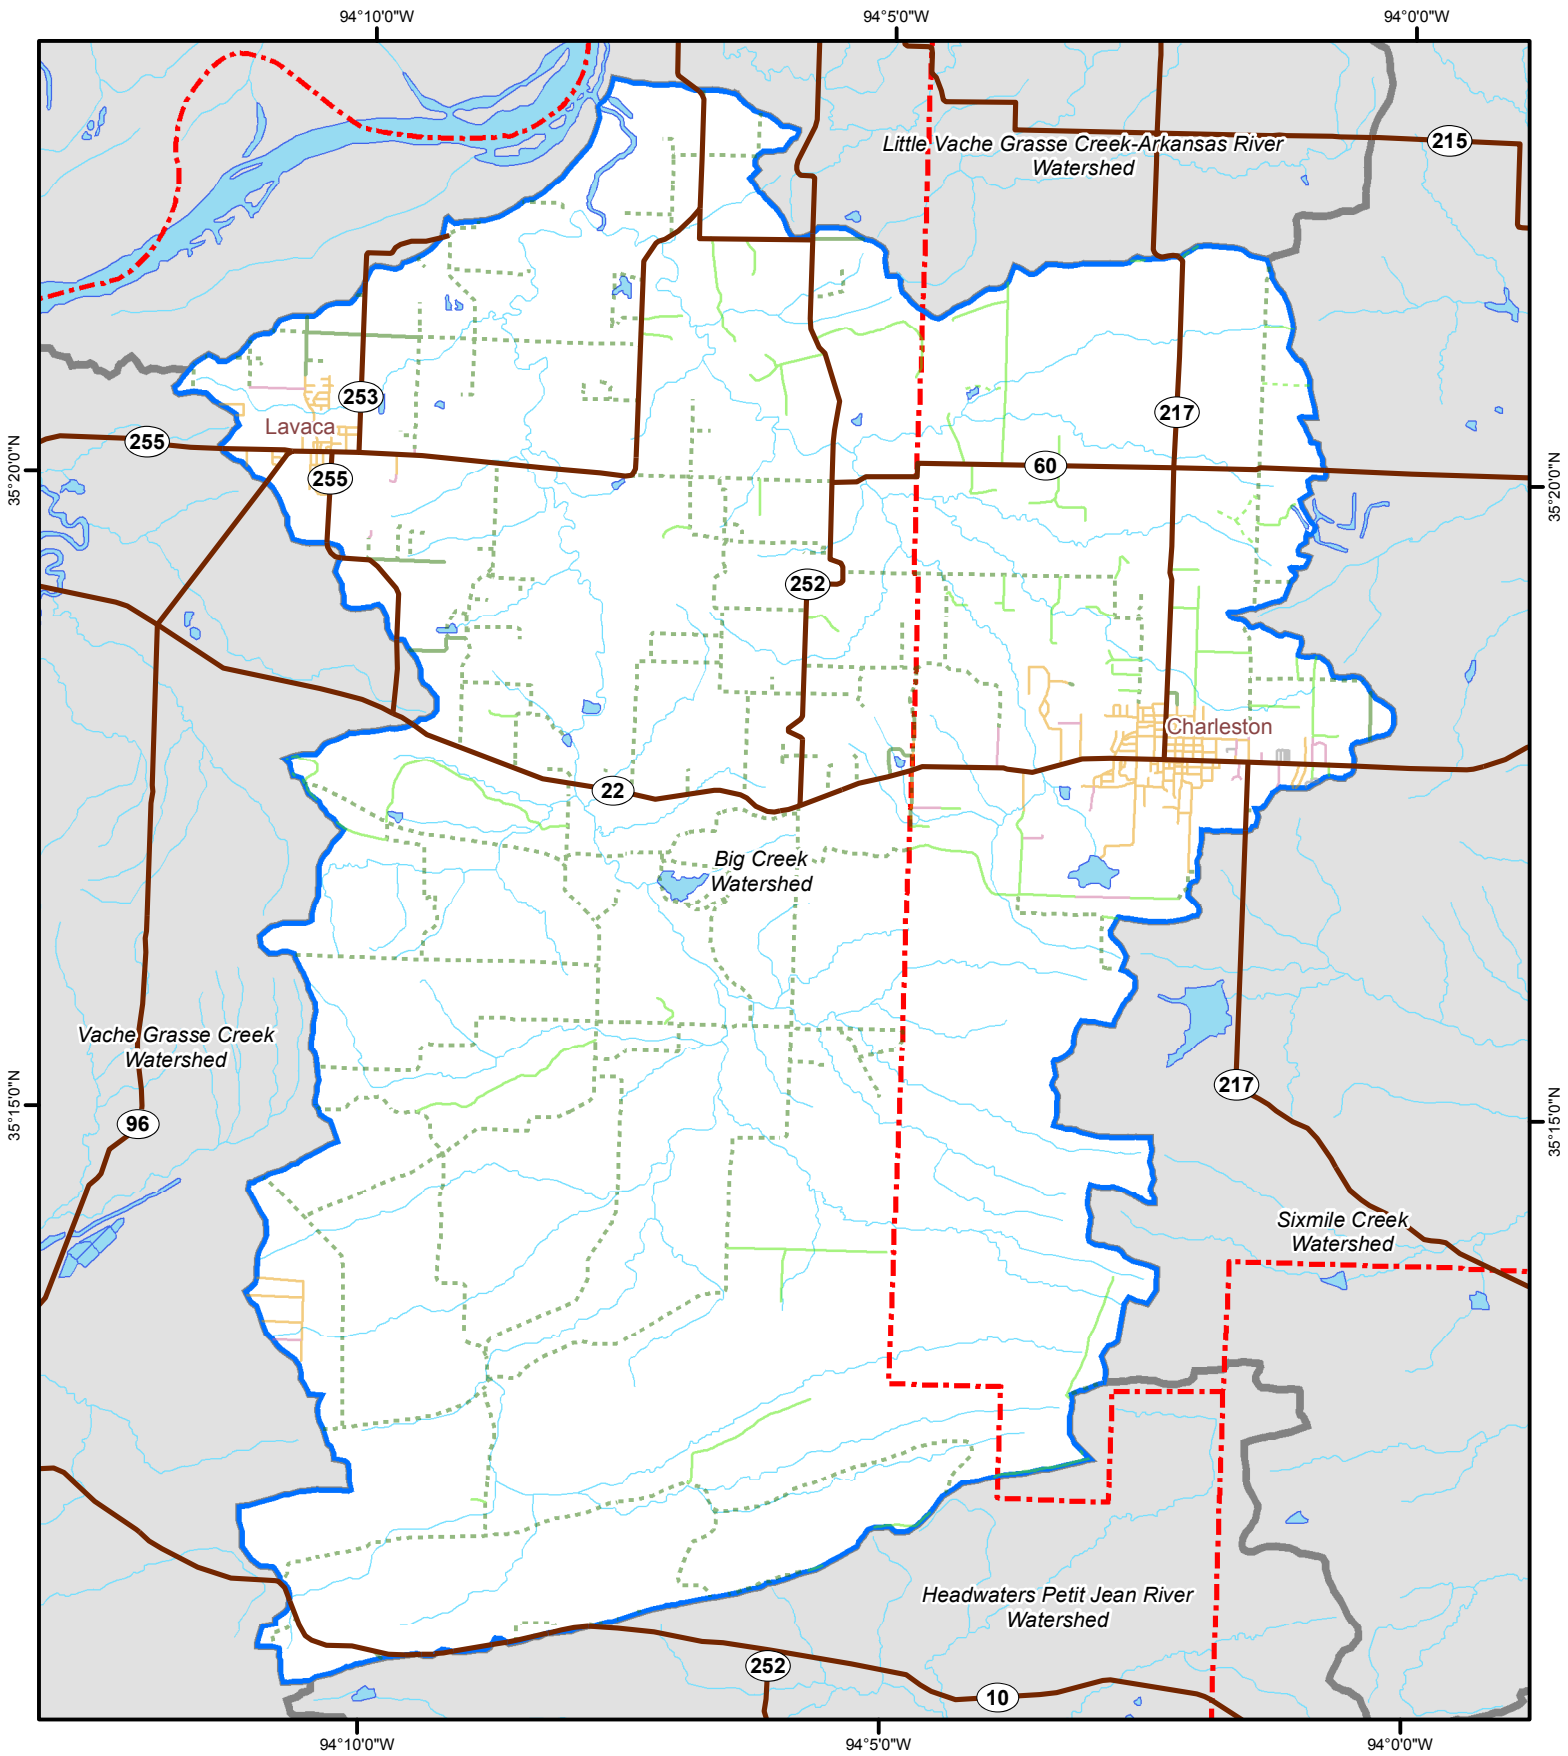 94°10'0"W
94°5'0"W
94°0'0"W
Little Vache Grasse Creek-Arkansas River
Watershed
215
253
217
Lavaca
255
60
35°20'0"N
35°20'0"N
255
252
Charleston
22
Big Creek
Watershed
Vache Grasse Creek
Watershed
217
96
35°15'0"N
35°15'0"N
Sixmile Creek
Watershed
Headwaters Petit Jean River
Watershed
252
10
94°10'0"W
94°5'0"W
94°0'0"W